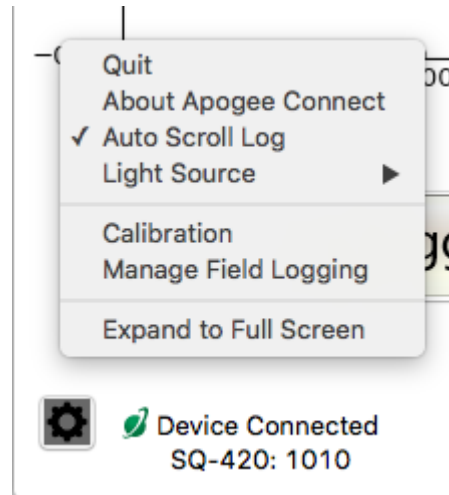 Quit
About Apogee Connect
✓ Auto Scroll Log
Light Source ▶
Calibration
Manage Field Logging
Expand to Full Screen
Device Connected
SQ-420: 1010